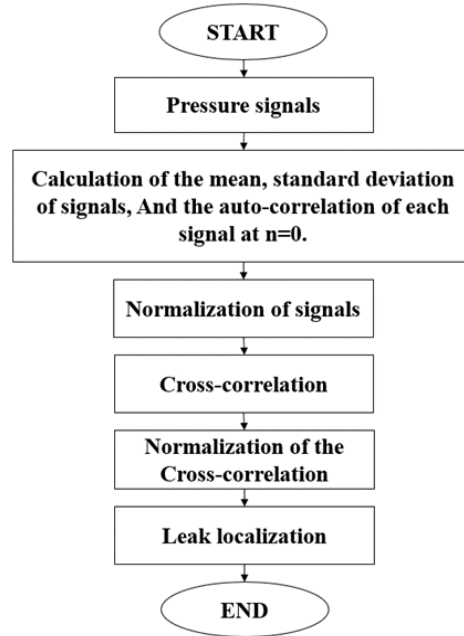 START
Pressure signals
Calculation of the mean, standard deviation
of signals, And the auto-correlation of each
signal at n=0.
Normalization of signals
Cross-correlation
Normalization of the
Cross-correlation
Leak localization
END